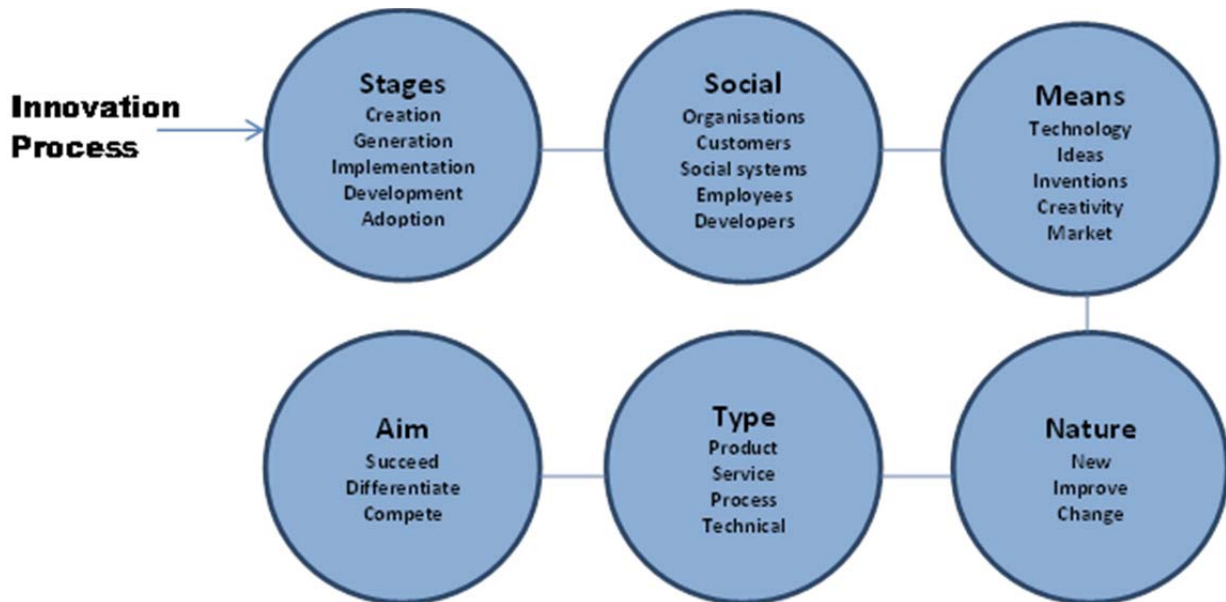 Innovation
Process
Stages
Creation
Generation
Implementation
Development
Adoption
Social
Organisations
Customers
Social systems
Employees
Developers
Means
Technology
Ideas
Inventions
Creativity
Market
Nature
New
Improve
Change
Type
Product
Service
Process
Technical
Aim
Succeed
Differentiate
Compete